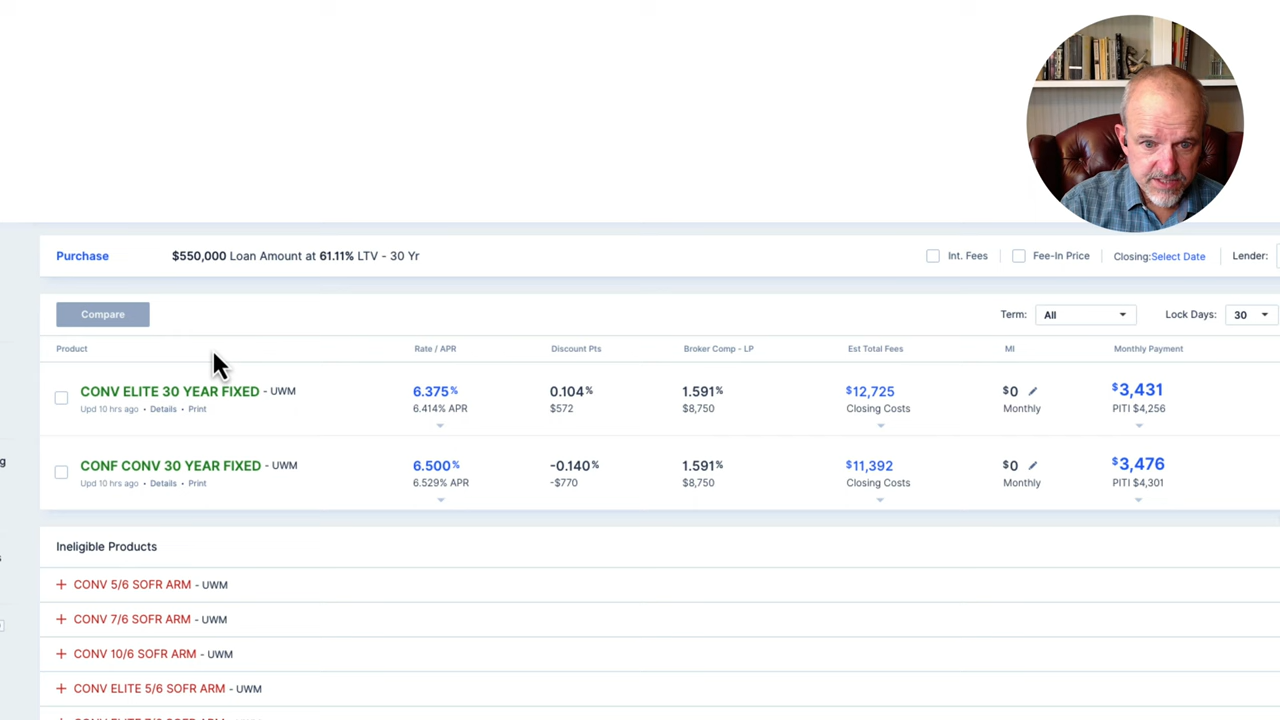 Purchase $550,000 Loan Amount at 61.11% LTV - 30 Yr Int. Fees Fee-In Price Closing:Select Date Lender:
Compare Term: All Lock Days: 30
Product Rate / APR Discount Pts Broker Comp - LP Est Total Fees MI Monthly Payment
CONV ELITE 30 YEAR FIXED - UWM 6.375% 0.104% 1.591% $12,725 $0 $3,431
Upd 10 hrs ago • Details • Print 6.414% APR $572 $8,750 Closing Costs Monthly PITI $4,256
CONF CONV 30 YEAR FIXED - UWM 6.500% -0.140% 1.591% $11,392 $0 $3,476
Upd 10 hrs ago • Details • Print 6.529% APR -$770 $8,750 Closing Costs Monthly PITI $4,301
g
Ineligible Products
s
+ CONV 5/6 SOFR ARM - UWM
+ CONV 7/6 SOFR ARM - UWM
+ CONV 10/6 SOFR ARM - UWM
+ CONV ELITE 5/6 SOFR ARM - UWM